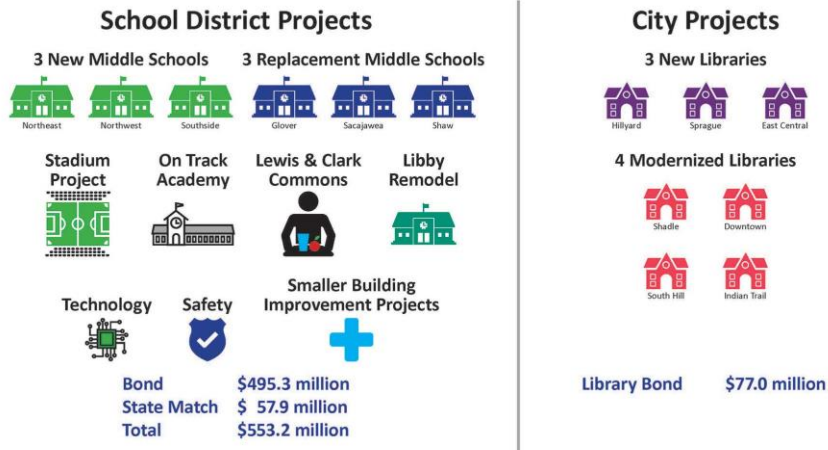 School District Projects
3 New Middle Schools
3 Replacement Middle Schools
Northeast
Northwest
Southside
Glover
Sacajawea
Shaw
Stadium
Project
On Track
Academy
Lewis & Clark
Commons
Libby
Remodel
Technology
Safety
Smaller Building
Improvement Projects
Bond $495.3 million
State Match $ 57.9 million
Total $553.2 million
City Projects
3 New Libraries
Hillyard
Sprague
East Central
4 Modernized Libraries
Shadle
Downtown
South Hill
Indian Trail
Library Bond $77.0 million